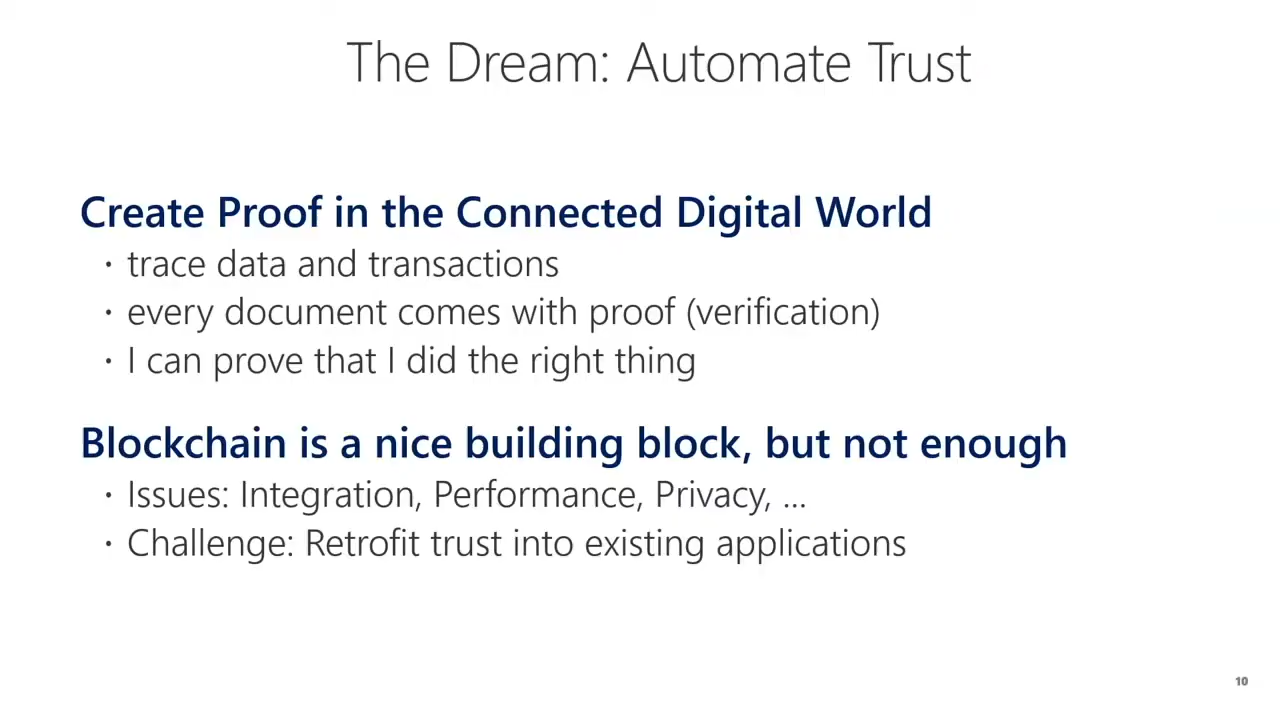 The Dream: Automate Trust
Create Proof in the Connected Digital World
· trace data and transactions
· every document comes with proof (verification)
· I can prove that I did the right thing
Blockchain is a nice building block, but not enough
· Issues: Integration, Performance, Privacy, ...
· Challenge: Retrofit trust into existing applications
10